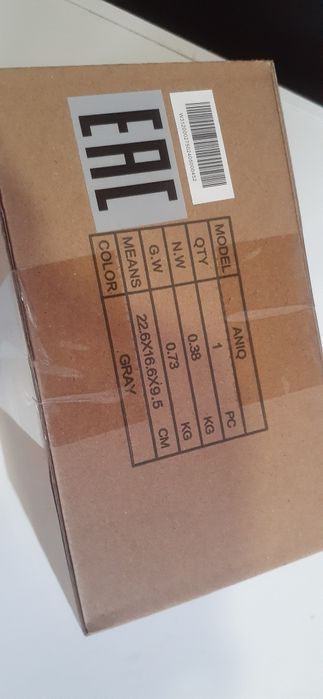 EAC
W3120002750240500452
MODEL ANIQ
QTY 1 PC
N.W 0.38 KG
G.W 0.73 KG
MEANS 22.6X16.6X9.5 CM
COLOR GRAY